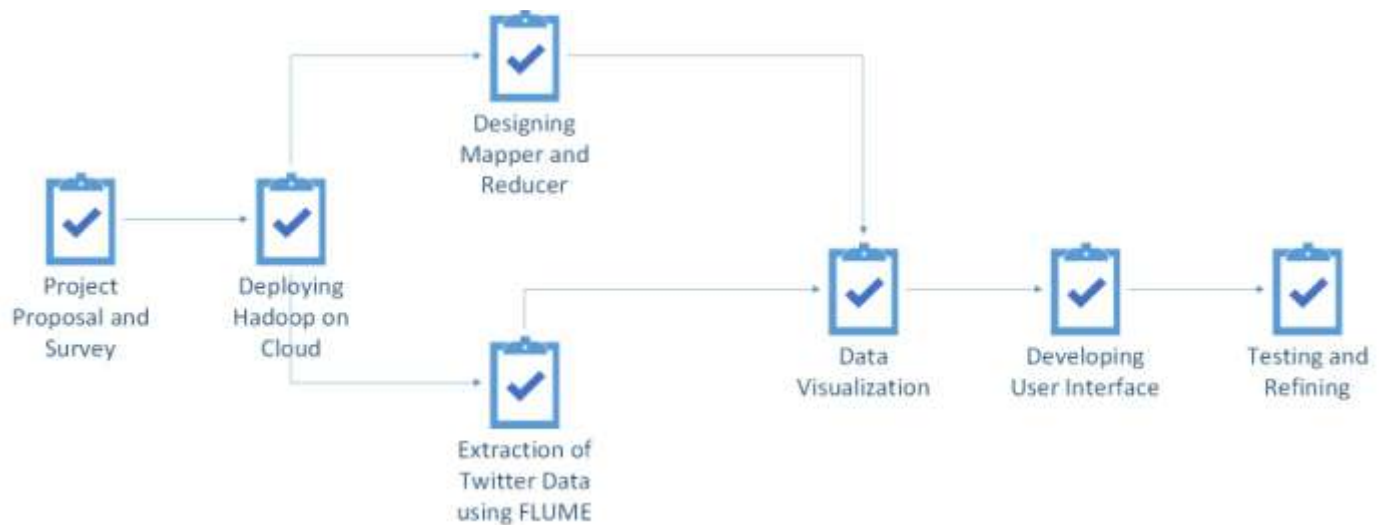 Designing
Mapper and
Reducer
Project
Proposal and
Survey
Deploying
Hadoop on
Cloud
Extraction of
Twitter Data
using FLUME
Data
Visualization
Developing
User Interface
Testing and
Refining